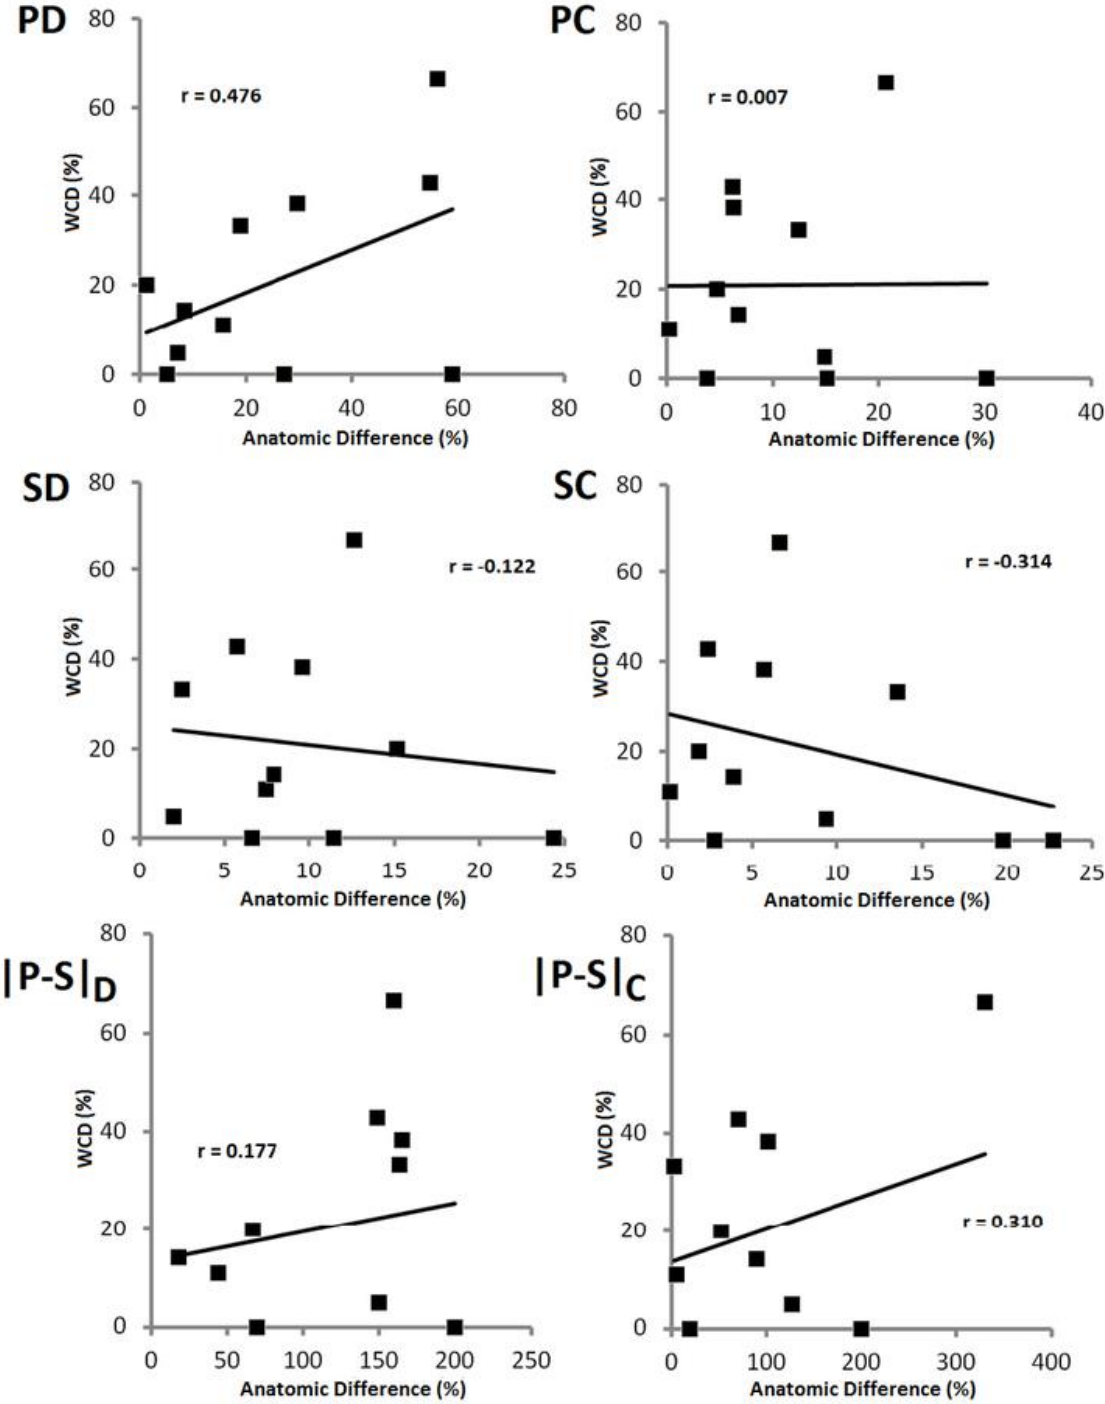 PD
80
60
40
20
0
r = 0.476
WCD (%)
0 20 40 60 80
Anatomic Difference (%)
PC
80
60
40
20
0
r = 0.007
WCD (%)
0 10 20 30 40
Anatomic Difference (%)
SD
80
60
40
20
0
r = -0.122
WCD (%)
0 5 10 15 20 25
Anatomic Difference (%)
SC
80
60
40
20
0
r = -0.314
WCD (%)
0 5 10 15 20 25
Anatomic Difference (%)
|P-S|D
80
60
40
20
0
r = 0.177
WCD (%)
0 50 100 150 200 250
Anatomic Difference (%)
|P-S|C
80
60
40
20
0
r = 0.310
WCD (%)
0 100 200 300 400
Anatomic Difference (%)